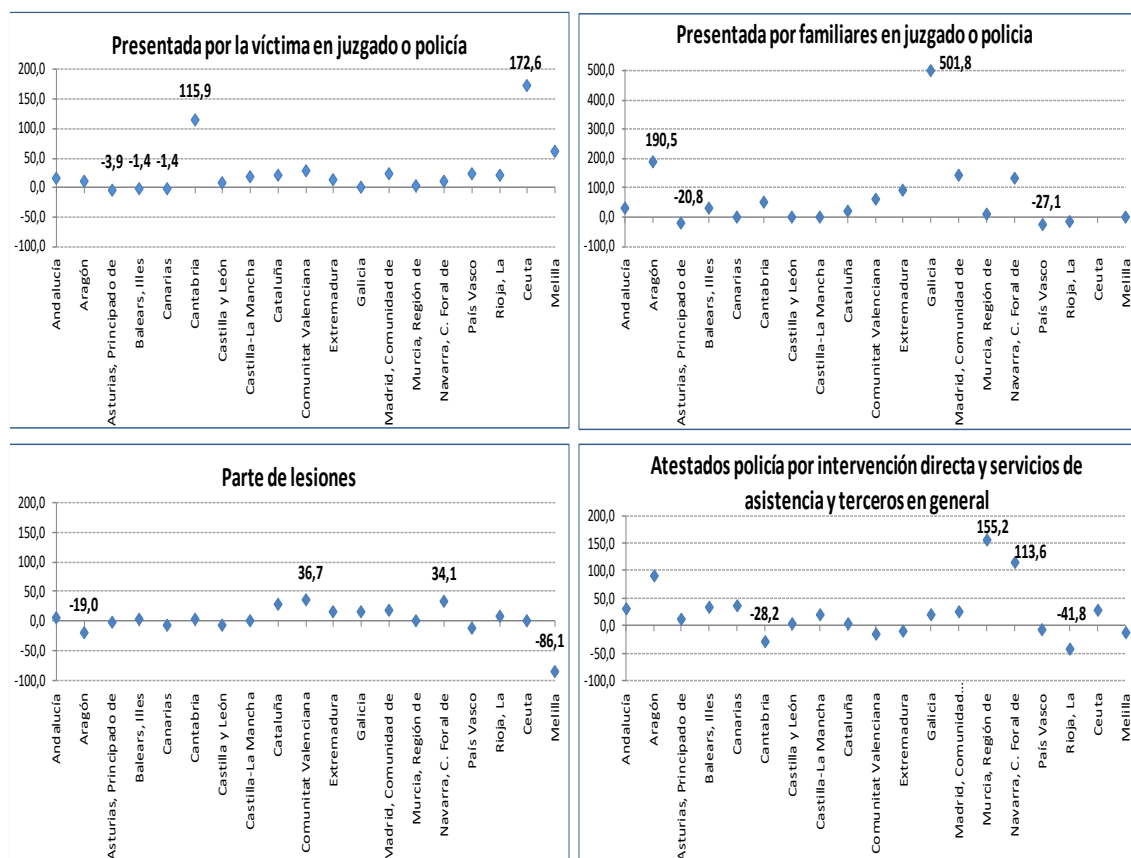 Presentada por la víctima en juzgado o policía
200,0
150,0
100,0
50,0
0,0
-50,0
-100,0
-3,9
-1,4
-1,4
115,9
172,6
Andalucía
Aragón
Asturias, Principado de
Balears, Illes
Canarias
Cantabria
Castilla y León
Castilla-La Mancha
Cataluña
Comunitat Valenciana
Extremadura
Galicia
Madrid, Comunidad de
Murcia, Región de
Navarra, C. Foral de
País Vasco
Rioja, La
Ceuta
Melilla
Presentada por familiares en juzgado o policia
500,0
400,0
300,0
200,0
100,0
0,0
-100,0
190,5
-20,8
501,8
-27,1
Andalucía
Aragón
Asturias, Principado de
Balears, Illes
Canarias
Cantabria
Castilla y León
Castilla-La Mancha
Cataluña
Comunitat Valenciana
Extremadura
Galicia
Madrid, Comunidad de
Murcia, Región de
Navarra, C. Foral de
País Vasco
Rioja, La
Ceuta
Melilla
Parte de lesiones
200,0
150,0
100,0
50,0
0,0
-50,0
-100,0
-19,0
36,7
34,1
-86,1
Andalucía
Aragón
Asturias, Principado de
Balears, Illes
Canarias
Cantabria
Castilla y León
Castilla-La Mancha
Cataluña
Comunitat Valenciana
Extremadura
Galicia
Madrid, Comunidad de
Murcia, Región de
Navarra, C. Foral de
País Vasco
Rioja, La
Ceuta
Melilla
Atestados policía por intervención directa y servicios de
asistencia y terceros en general
200,0
150,0
100,0
50,0
0,0
-50,0
-100,0
-28,2
155,2
113,6
-41,8
Andalucía
Aragón
Asturias, Principado de
Balears, Illes
Canarias
Cantabria
Castilla y León
Castilla-La Mancha
Cataluña
Comunitat Valenciana
Extremadura
Galicia
Madrid, Comunidad...
Murcia, Región de
Navarra, C. Foral de
País Vasco
Rioja, La
Ceuta
Melilla